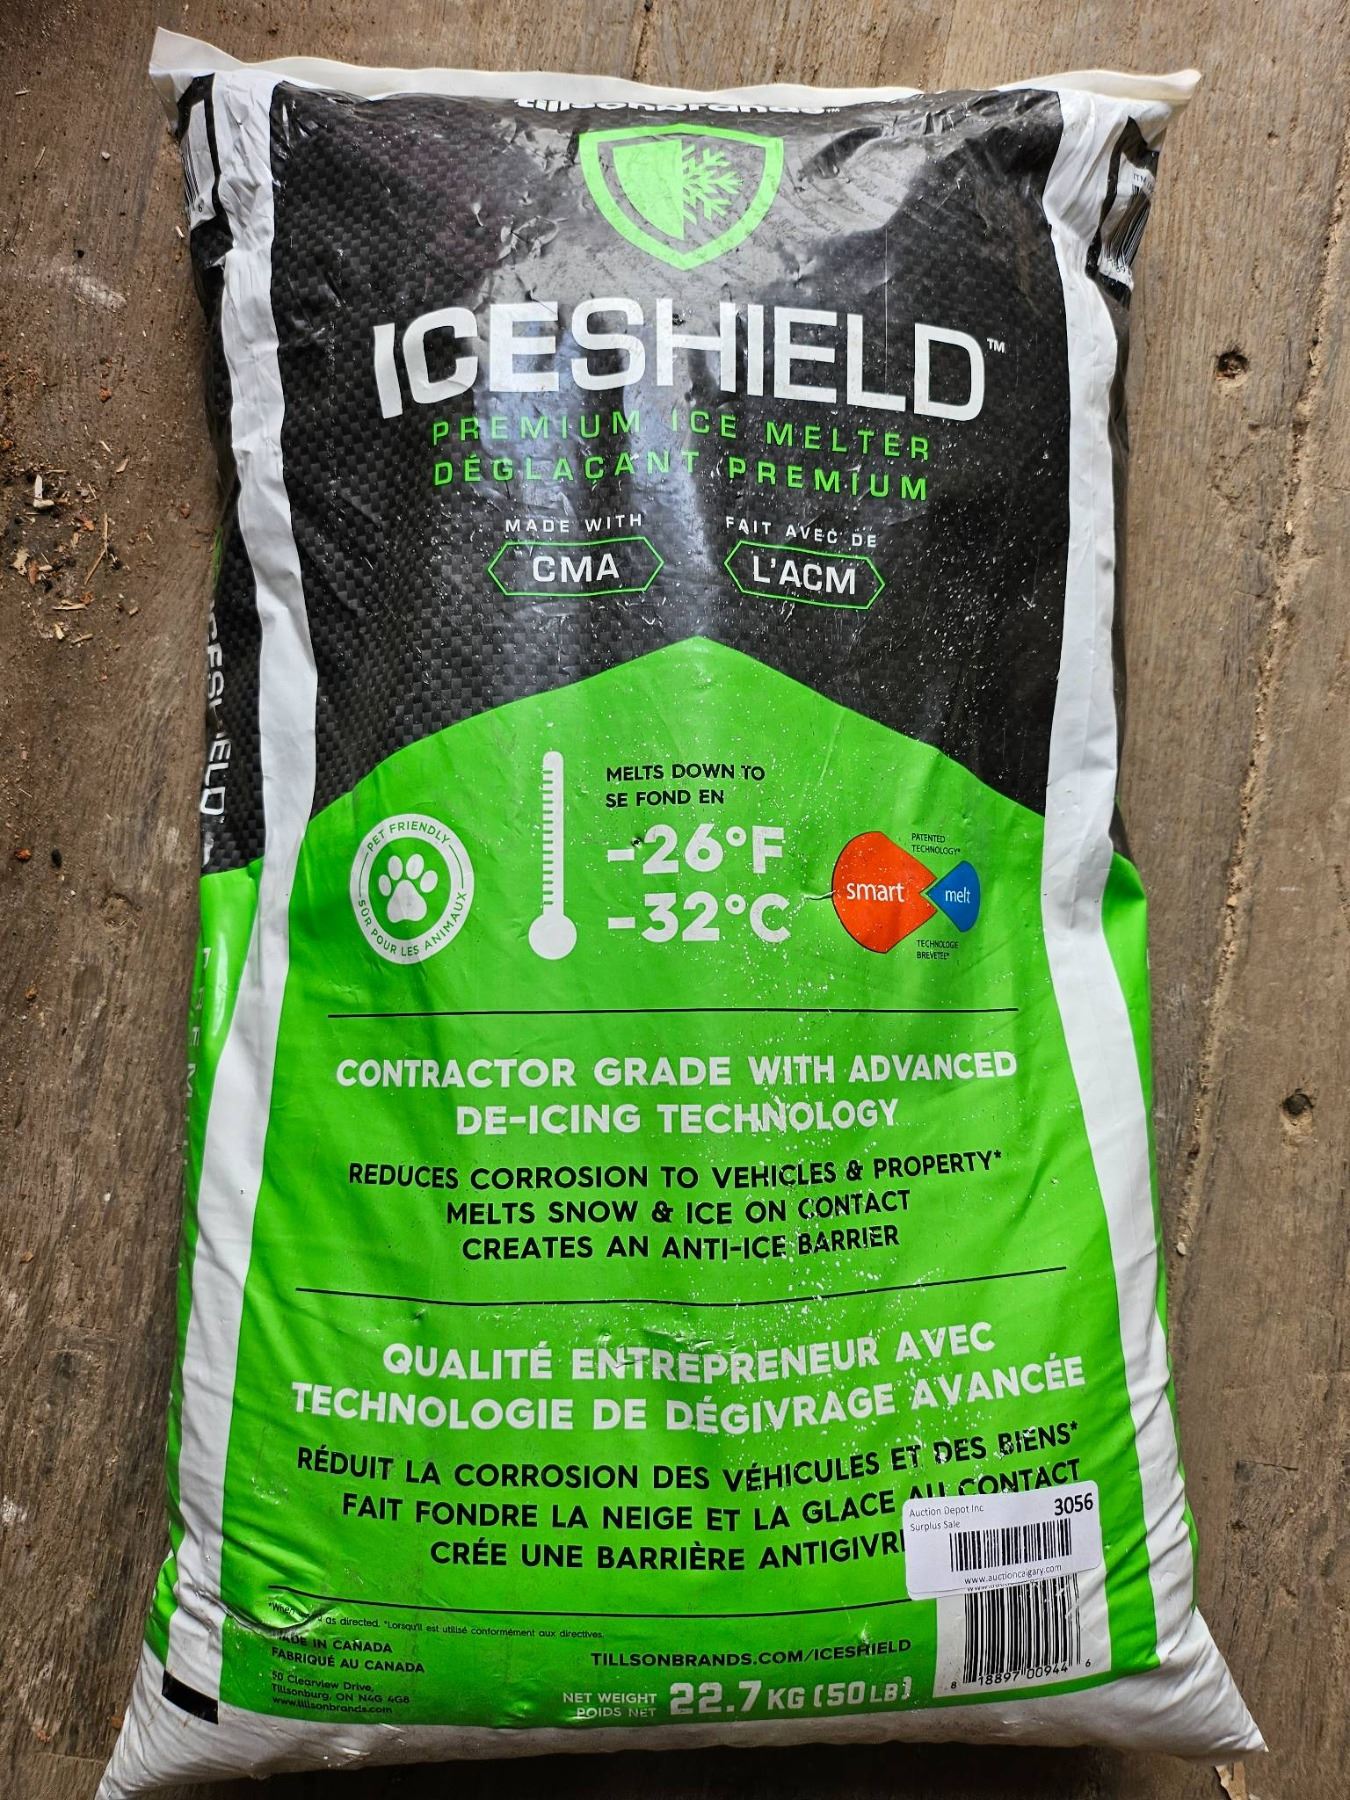 tillsonbrands™
ICESHIELD™
PREMIUM ICE MELTER
DÉGLAÇANT PREMIUM
MADE WITH
CMA
FAIT AVEC DE
L'ACM
MELTS DOWN TO
SE FOND EN
-26°F
-32°C
PET FRIENDLY
SÛR POUR LES ANIMAUX
PATENTED
TECHNOLOGY*
smart melt
TECHNOLOGIE
BREVETÉE*
CONTRACTOR GRADE WITH ADVANCED
DE-ICING TECHNOLOGY
REDUCES CORROSION TO VEHICLES & PROPERTY*
MELTS SNOW & ICE ON CONTACT
CREATES AN ANTI-ICE BARRIER
QUALITÉ ENTREPRENEUR AVEC
TECHNOLOGIE DE DÉGIVRAGE AVANCÉE
RÉDUIT LA CORROSION DES VÉHICULES ET DES BIENS*
FAIT FONDRE LA NEIGE ET LA GLACE AU CONTACT
CRÉE UNE BARRIÈRE ANTIGIVR
Auction Depot Inc 3056
Surplus Sale
www.auctioncalgary.com
*When as directed. *Lorsqu'il est utilisé conformément aux directives.
MADE IN CANADA
FABRIQUÉ AU CANADA
50 Clearview Drive,
Tillsonburg, ON N4G 4G8
www.tillsonbrands.com
TILLSONBRANDS.COM/ICESHIELD
NET WEIGHT
POIDS NET
22.7 KG (50 LB)
8 18897 00944 6